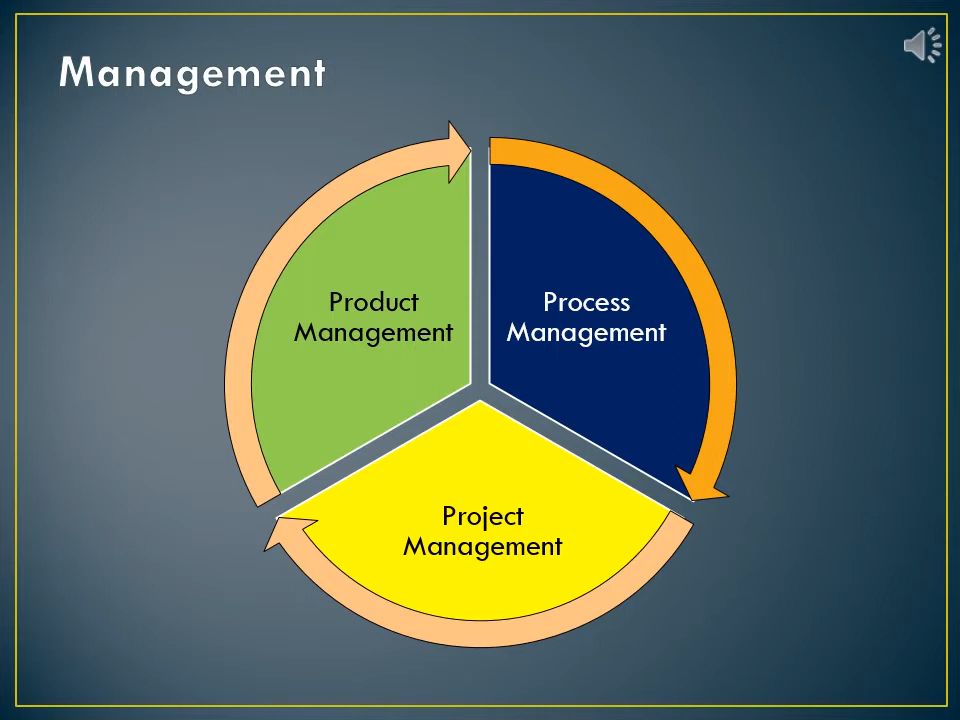 Management
Product
Management
Process
Management
Project
Management